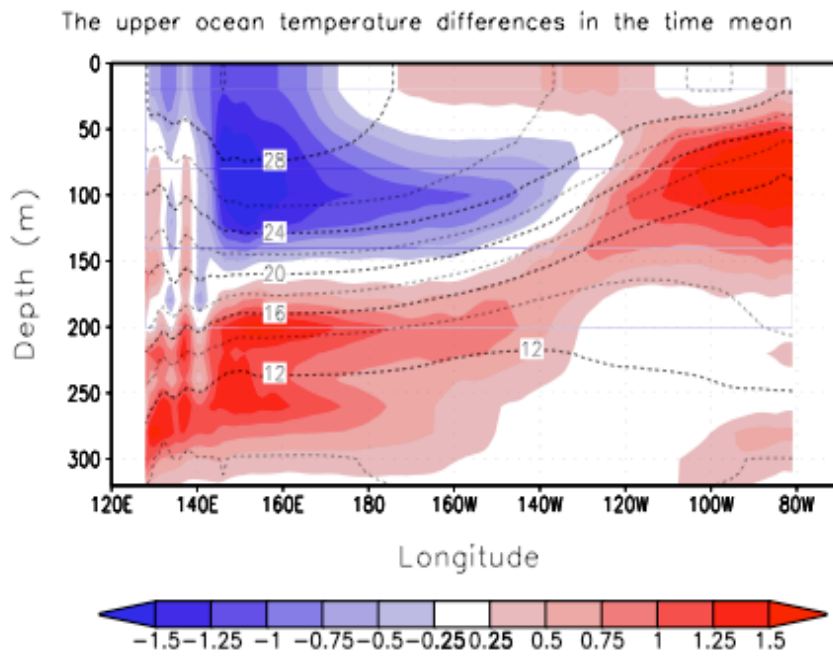 The upper ocean temperature differences in the time mean
0
50
100
150
200
250
300
Depth (m)
28
24
20
16
12
12
120E 140E 160E 180 160W 140W 120W 100W 80W
Longitude
-1.5 -1.25 -1 -0.75 -0.5 -0.25 0.25 0.5 0.75 1 1.25 1.5